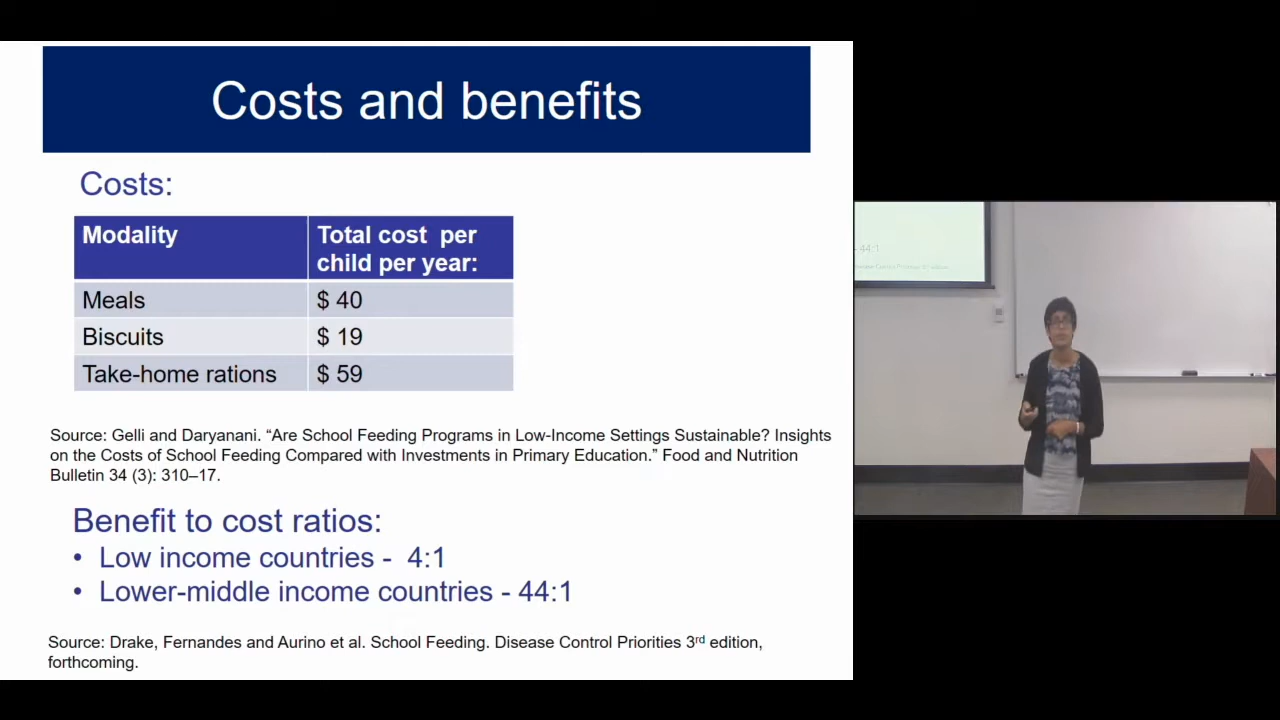 Costs and benefits
Costs:
Modality
Total cost per
child per year:
Meals
$ 40
Biscuits
$ 19
Take-home rations
$ 59
Source: Gelli and Daryanani. “Are School Feeding Programs in Low-Income Settings Sustainable? Insights
on the Costs of School Feeding Compared with Investments in Primary Education.” Food and Nutrition
Bulletin 34 (3): 310–17.
Benefit to cost ratios:
• Low income countries - 4:1
• Lower-middle income countries - 44:1
Source: Drake, Fernandes and Aurino et al. School Feeding. Disease Control Priorities 3rd edition,
forthcoming.
- 44:1